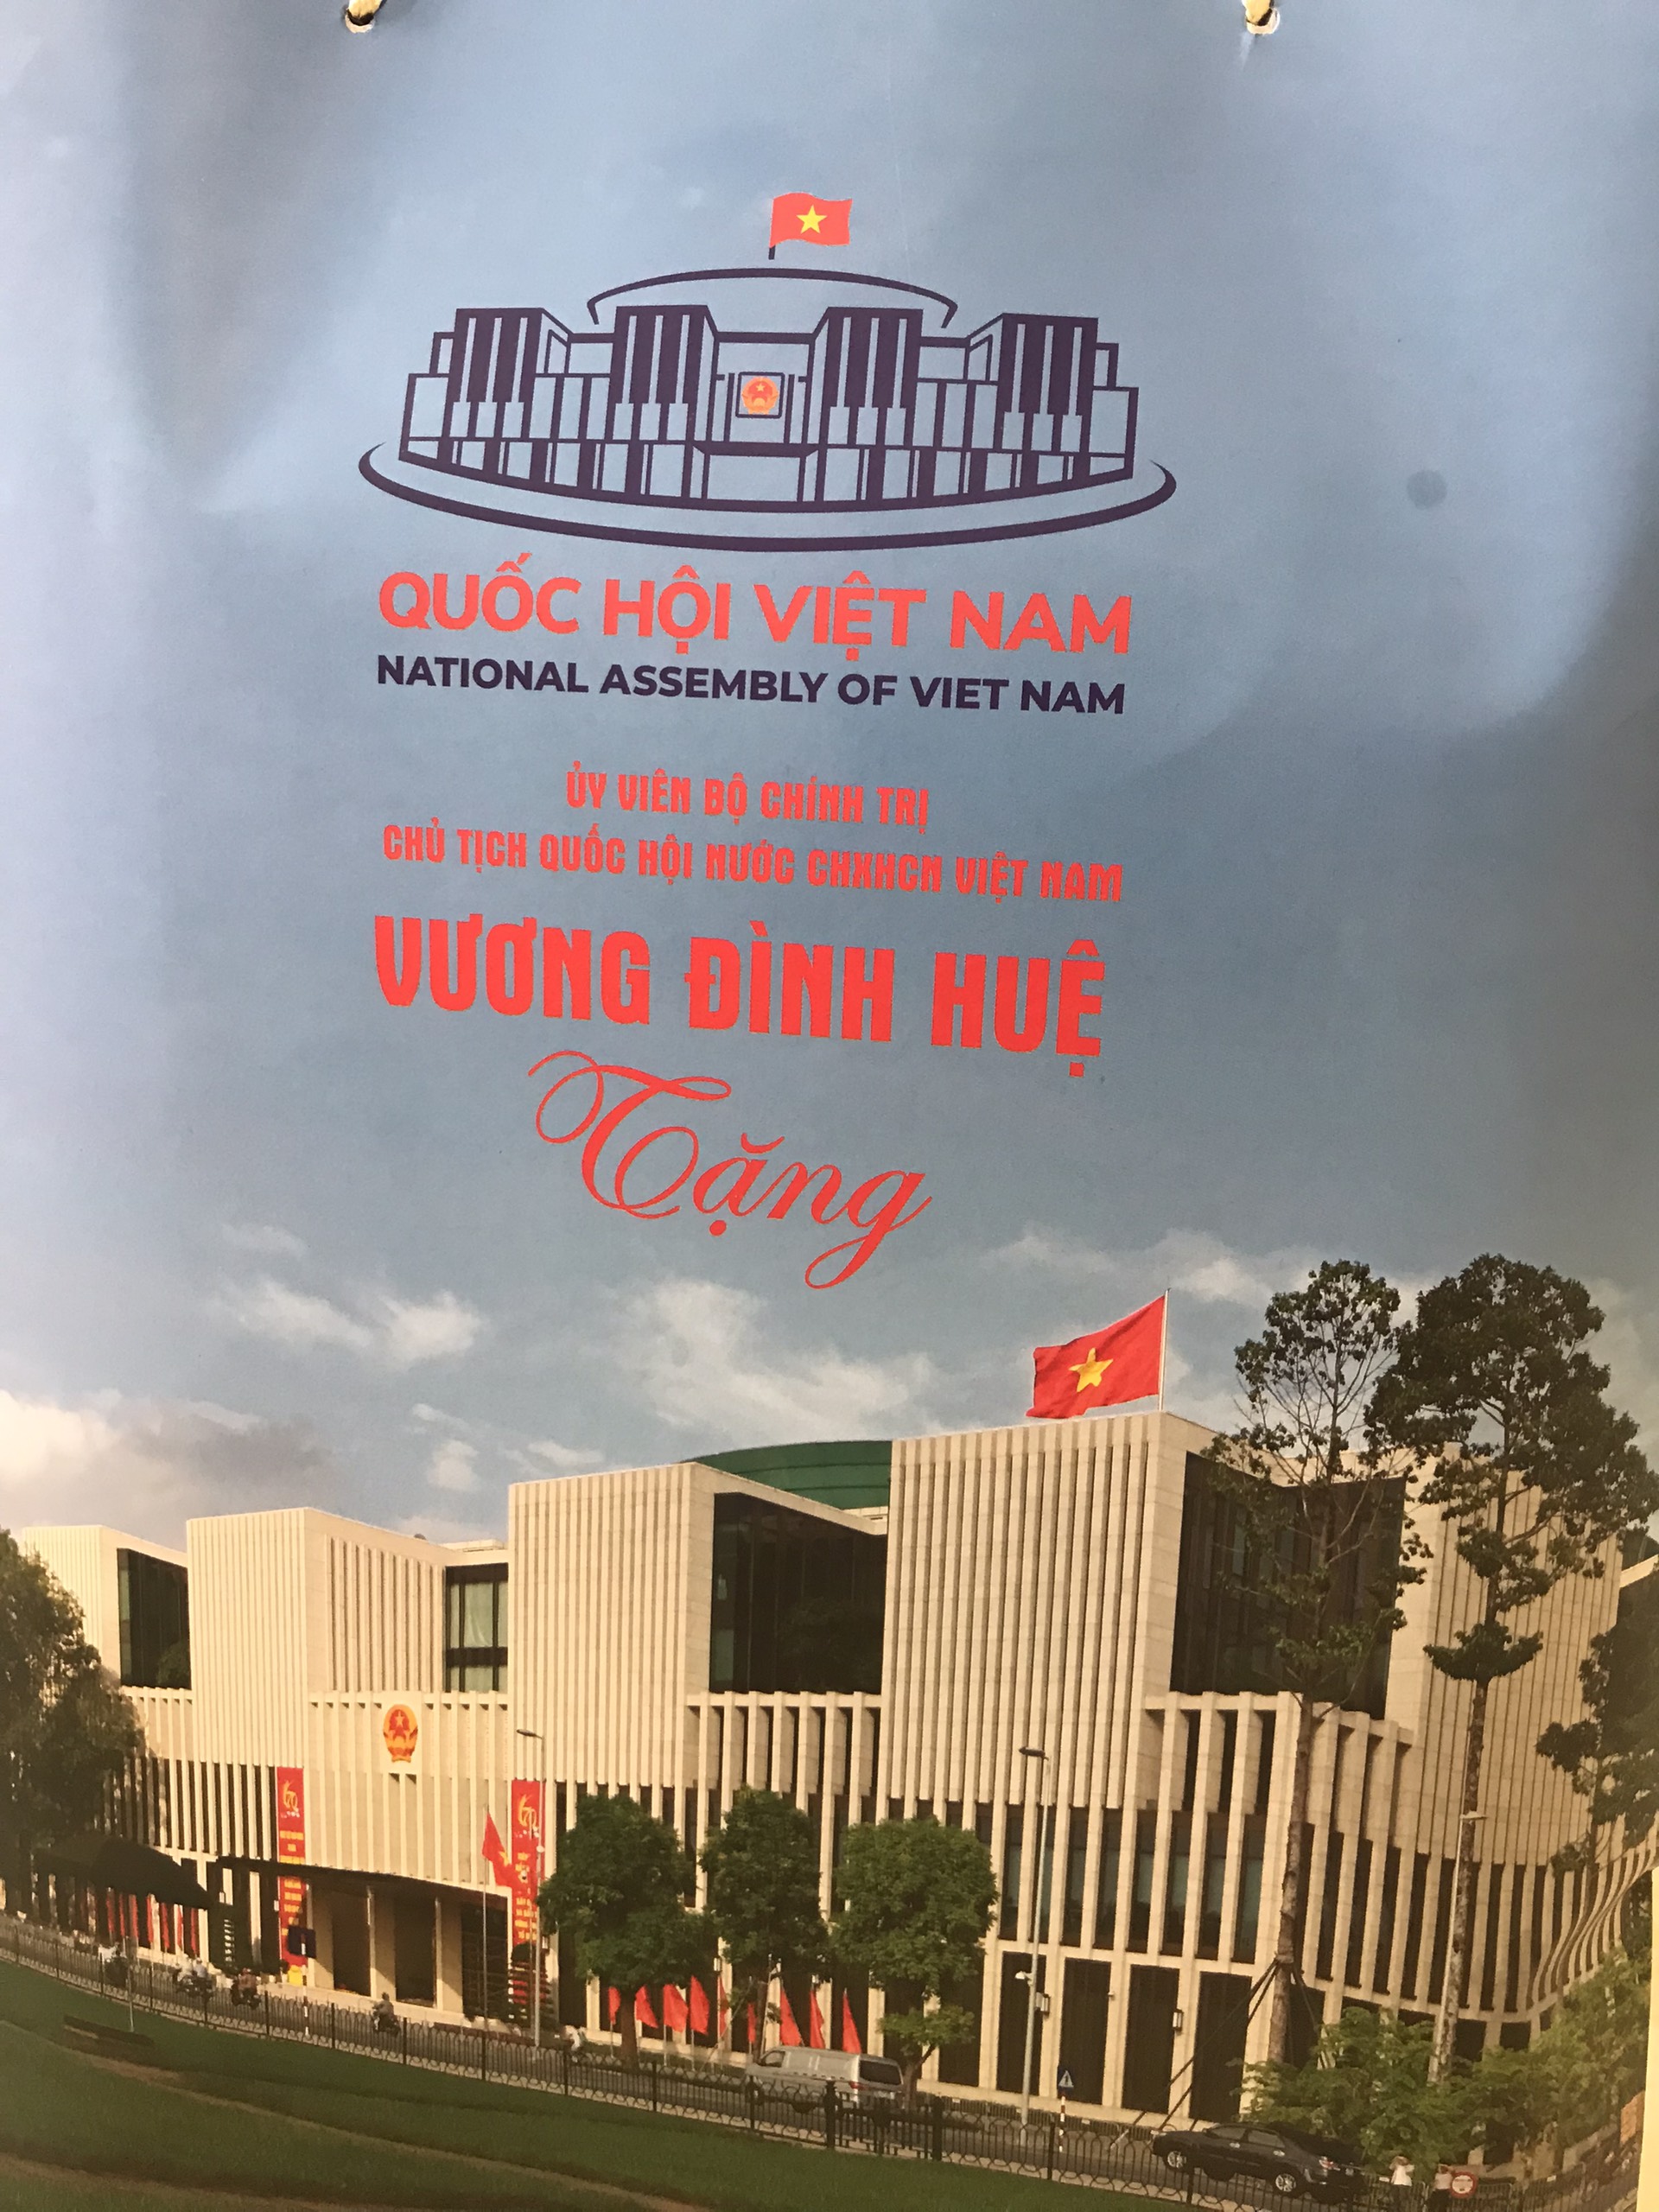 QUỐC HỘI VIỆT NAM
NATIONAL ASSEMBLY OF VIET NAM
ỦY VIÊN BỘ CHÍNH TRỊ
CHỦ TỊCH QUỐC HỘI NƯỚC CHXHCN VIỆT NAM
VƯƠNG ĐÌNH HUỆ
Tặng